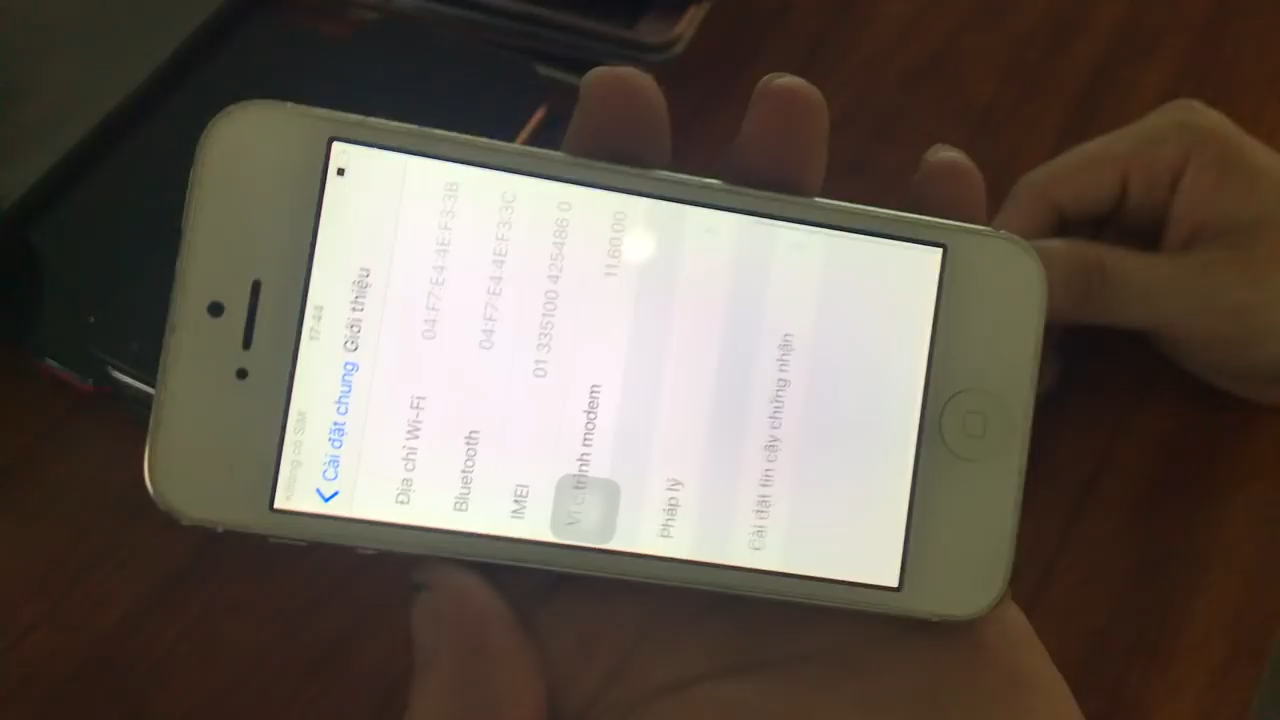 Không có SIM
17:44
Cài đặt chung Giới thiệu
Địa chỉ Wi-Fi 04:F7:E4:4E:F3:3B
Bluetooth 04:F7:E4:4E:F3:3C
IMEI 01 335100 425486 0
Vi c.trình modem 11.60.00
Pháp lý
Cài đặt tin cậy chứng nhận